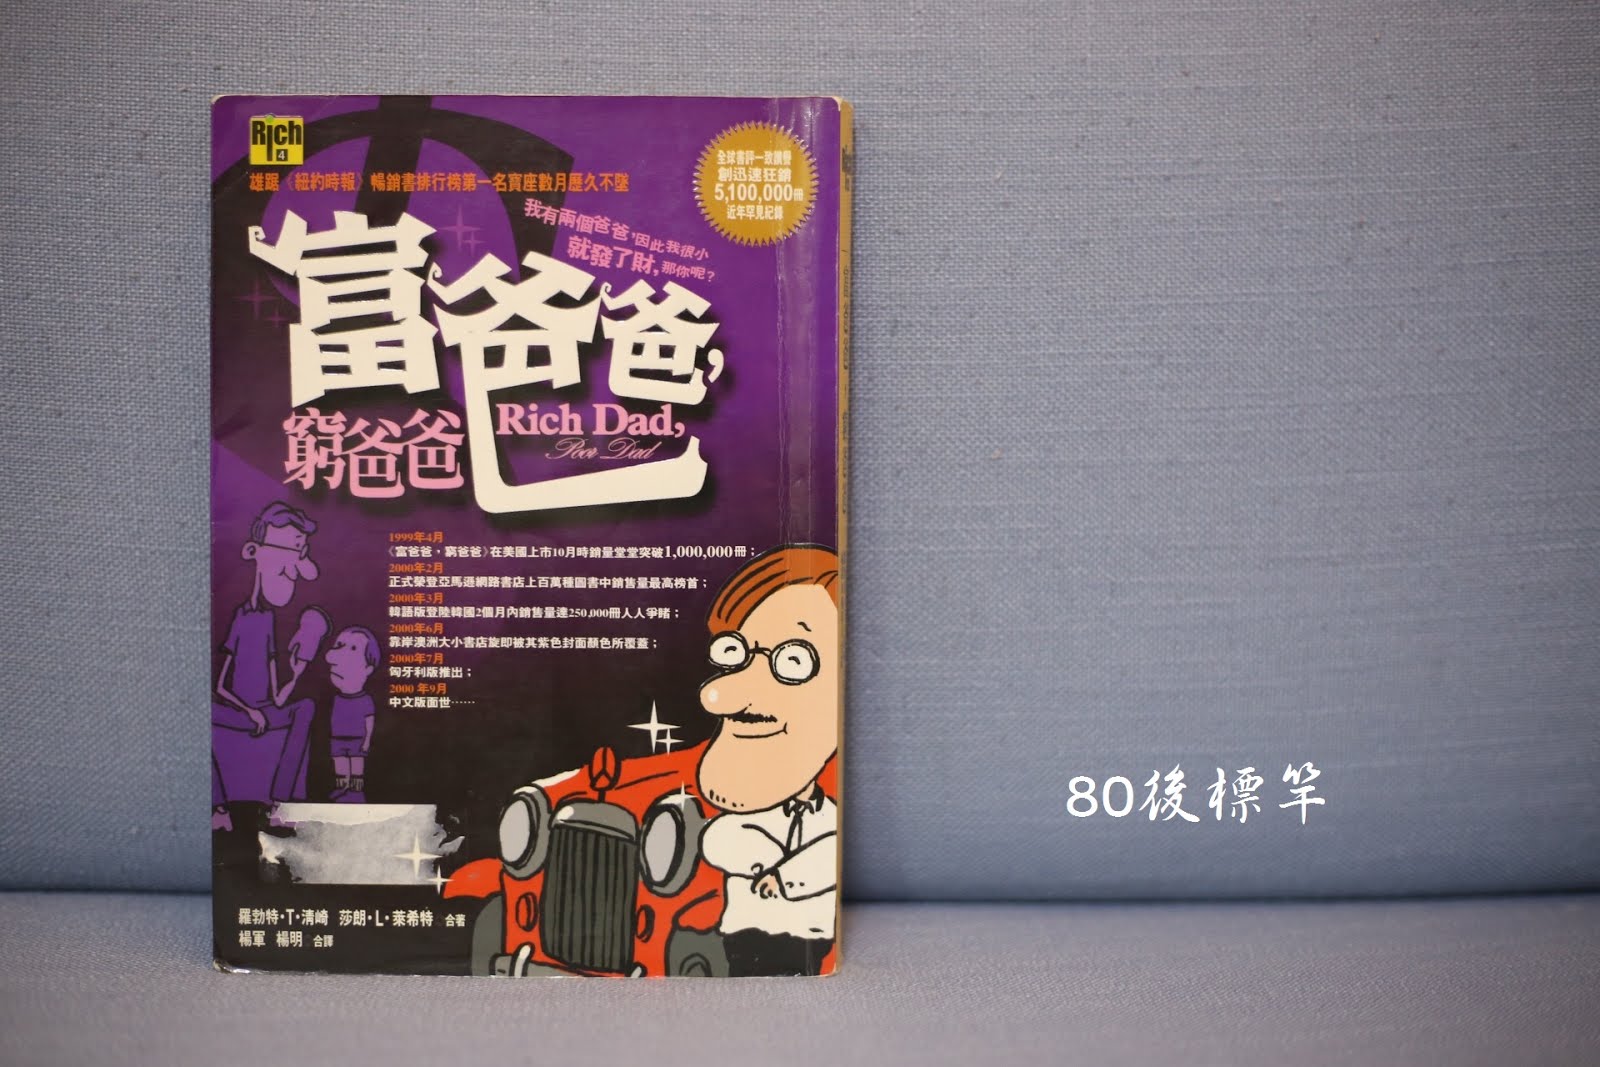 Rich
4
雄踞《紐約時報》暢銷書排行榜第一名寶座數月歷久不墜
全球書評一致讚譽
創迅速狂銷
5,100,000冊
近年罕見紀錄
我有兩個爸爸,因此我很小
就發了財,那你呢?
富爸爸,
窮爸爸
Rich Dad,
Poor Dad
1999年4月
《富爸爸,窮爸爸》在美國上市10月時銷量堂堂突破1,000,000冊;
2000年2月
正式榮登亞馬遜網路書店上百萬種圖書中銷售量最高榜首;
2000年3月
韓語版登陸韓國2個月內銷售量達250,000冊人人爭睹;
2000年6月
靠岸澳洲大小書店旋即被其紫色封面顏色所覆蓋;
2000年7月
匈牙利版推出;
2000年9月
中文版面世……
羅勃特·T·清崎 莎朗·L·萊希特 合著
楊軍 楊明 合譯
80後標竿